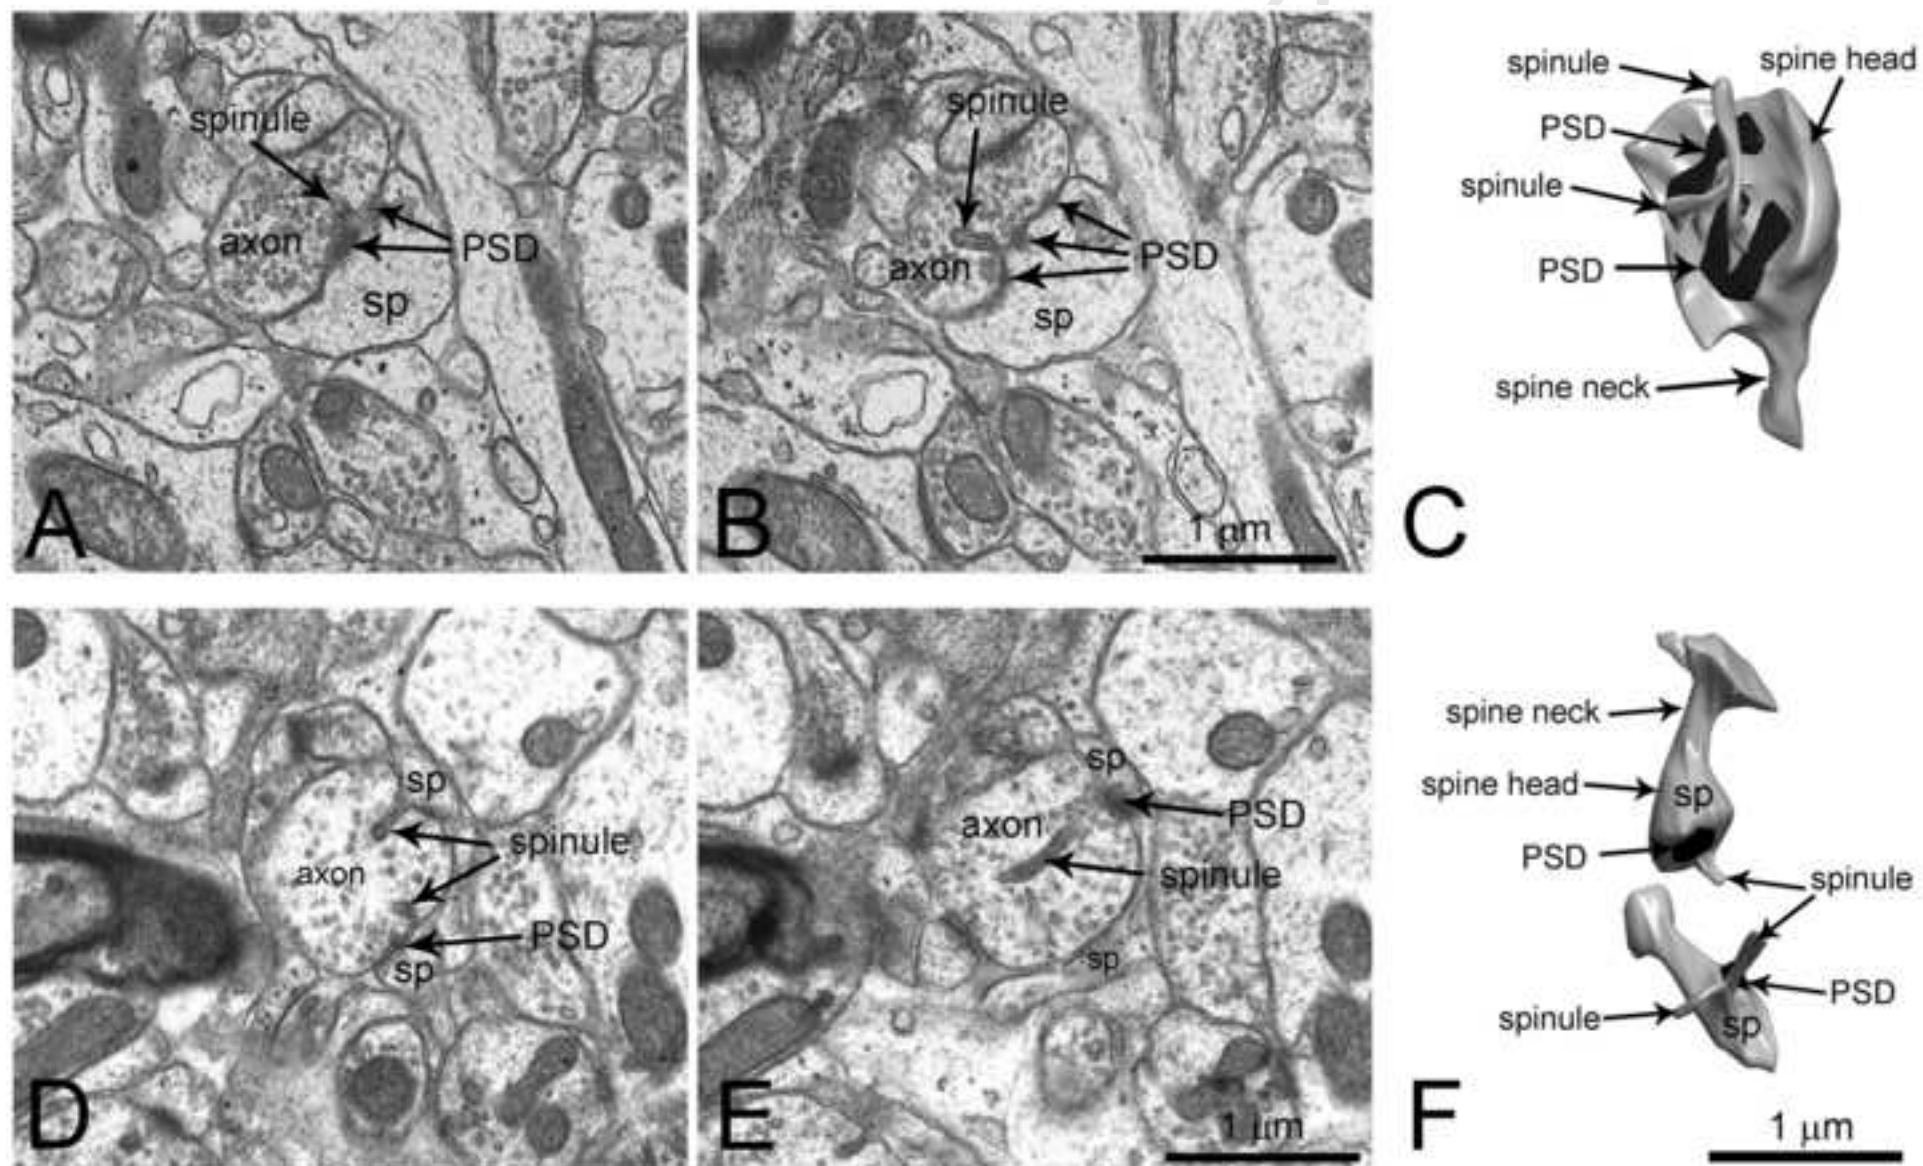 spinule
axon
PSD
sp
A
spinule
axon
PSD
sp
1 μm
B
spinule
spine head
PSD
spinule
PSD
spine neck
C
sp
spinule
axon
PSD
sp
D
sp
PSD
axon
spinule
sp
1 μm
E
spine neck
spine head
sp
PSD
spinule
PSD
spinule
sp
1 μm
F